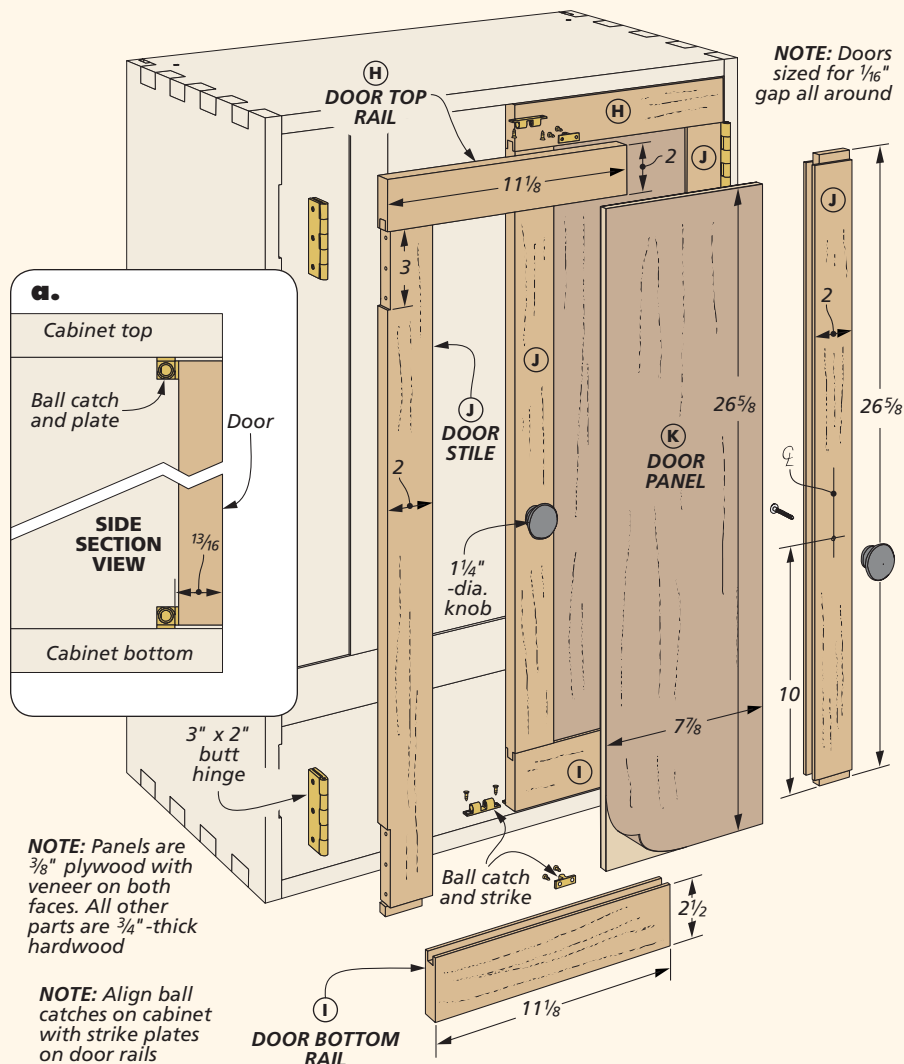 NOTE: Doors
sized for 1/16"
gap all around
H
DOOR TOP
RAIL
H
J
2
11 1/8
J
3
a.
Cabinet top
Ball catch
and plate
Door
SIDE
SECTION
VIEW
13/16
Cabinet bottom
J
DOOR
STILE
J
2
26 5/8
K
DOOR
PANEL
2
26 5/8
℄
1 1/4"
-dia.
knob
10
7 7/8
3" x 2"
butt
hinge
I
NOTE: Panels are
3/8" plywood with
veneer on both
faces. All other
parts are 3/4"-thick
hardwood
Ball catch
and strike
2 1/2
NOTE: Align ball
catches on cabinet
with strike plates
on door rails
I
DOOR BOTTOM
RAIL
11 1/8